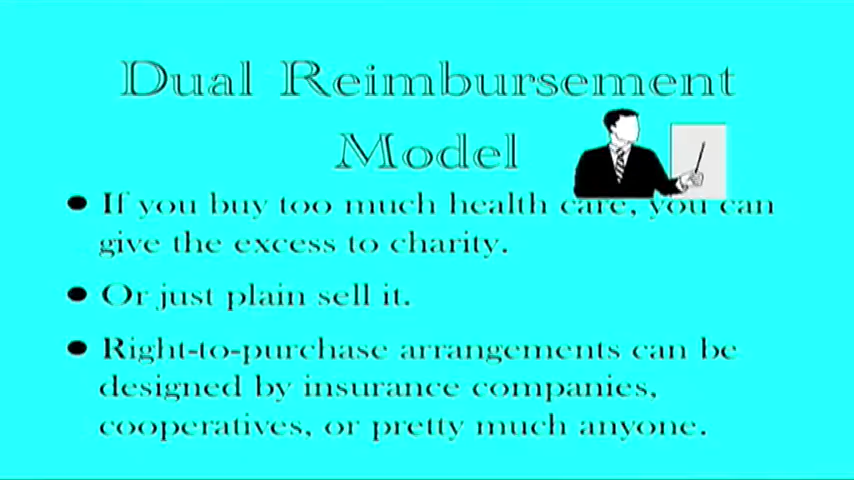 Dual Reimbursement
Model
● If you buy too much health care, you can
give the excess to charity.
● Or just plain sell it.
● Right-to-purchase arrangements can be
designed by insurance companies,
cooperatives, or pretty much anyone.